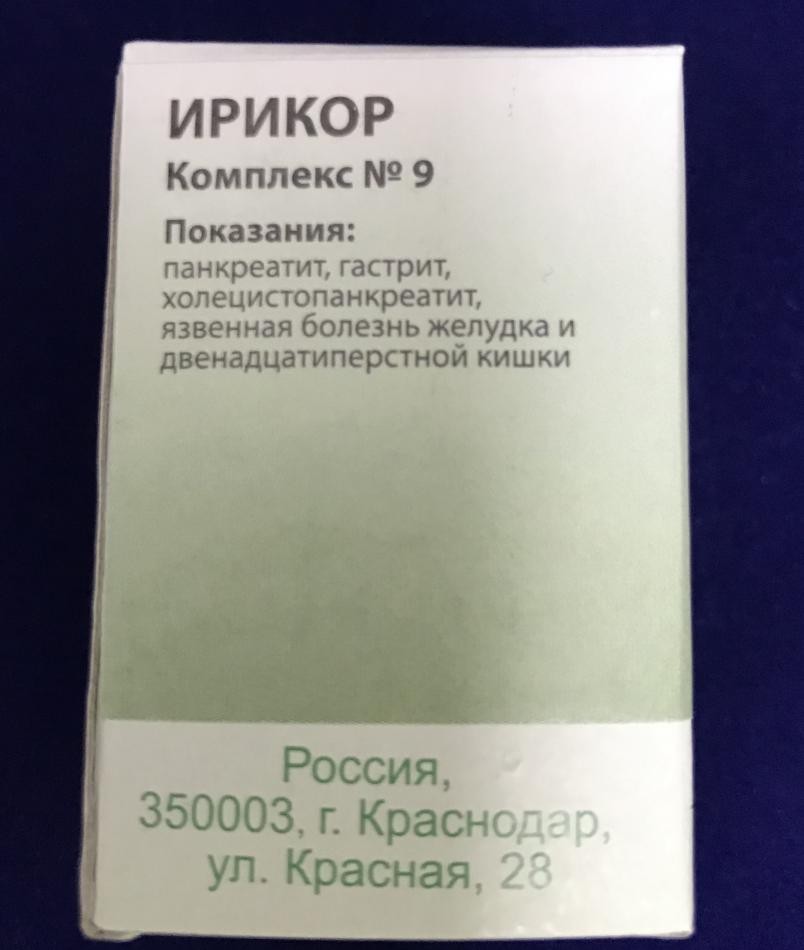 ИРИКОР
Комплекс № 9
Показания:
панкреатит, гастрит,
холецистопанкреатит,
язвенная болезнь желудка и
двенадцатиперстной кишки
Россия,
350003, г. Краснодар,
ул. Красная, 28